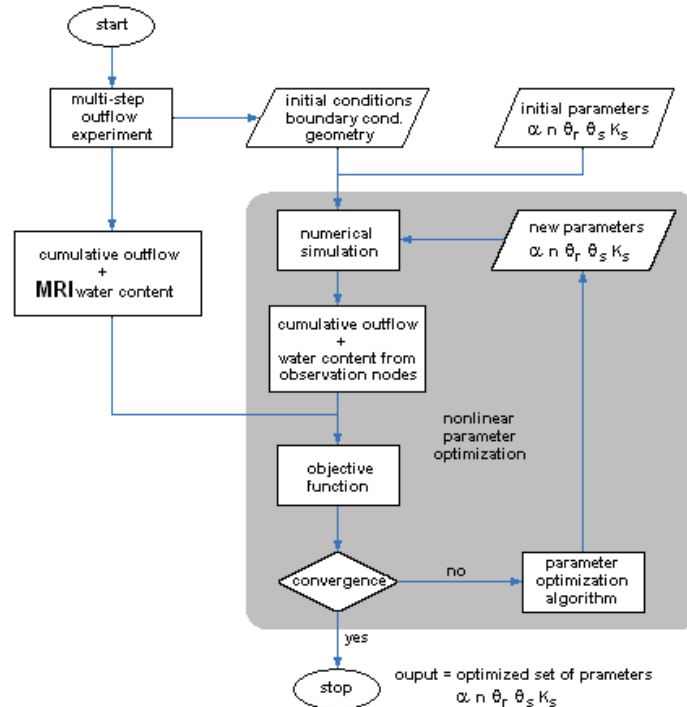 start
multi-step
outflow
experiment
initial conditions
boundary cond.
geometry
initial parameters
α n θr θs Ks
cumulative outflow
+
MRI water content
numerical
simulation
new parameters
α n θr θs Ks
cumulative outflow
+
water content from
observation nodes
nonlinear
parameter
optimization
objective
function
convergence
no
parameter
optimization
algorithm
yes
stop
ouput = optimized set of prameters
α n θr θs Ks